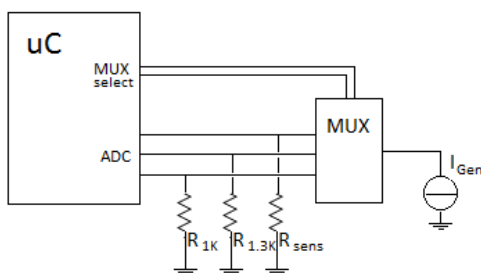 uC
MUX
select
MUX
ADC
I Gen
R 1K
R 1.3K
R sens